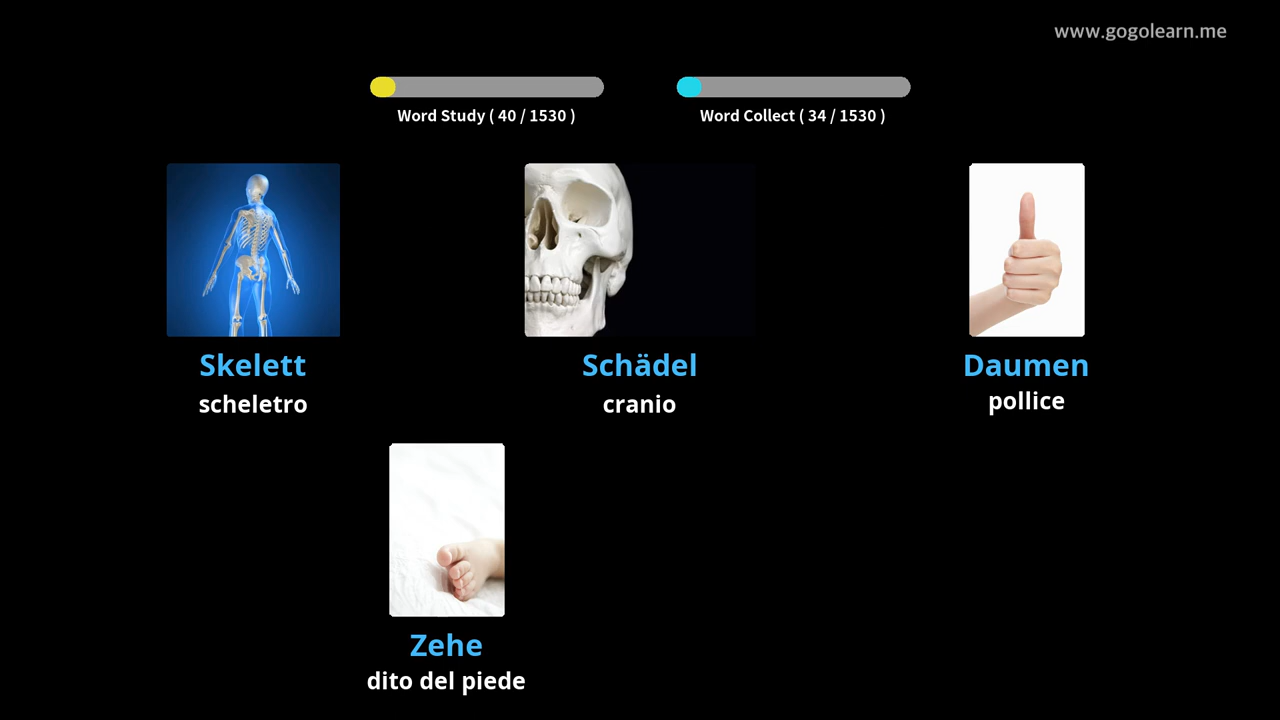 www.gogolearn.me
Word Study ( 40 / 1530 )
Word Collect ( 34 / 1530 )
Skelett
scheletro
Schädel
cranio
Daumen
pollice
Zehe
dito del piede